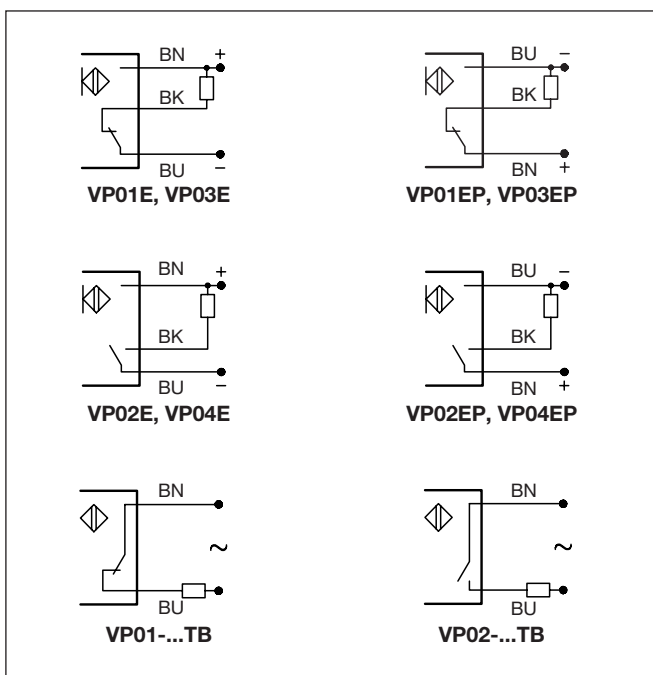 BN +
BK
BU −
VP01E, VP03E
BU −
BK
BN +
VP01EP, VP03EP
BN +
BK
BU −
VP02E, VP04E
BU −
BK
BN +
VP02EP, VP04EP
BN
~
BU
VP01-...TB
BN
~
BU
VP02-...TB